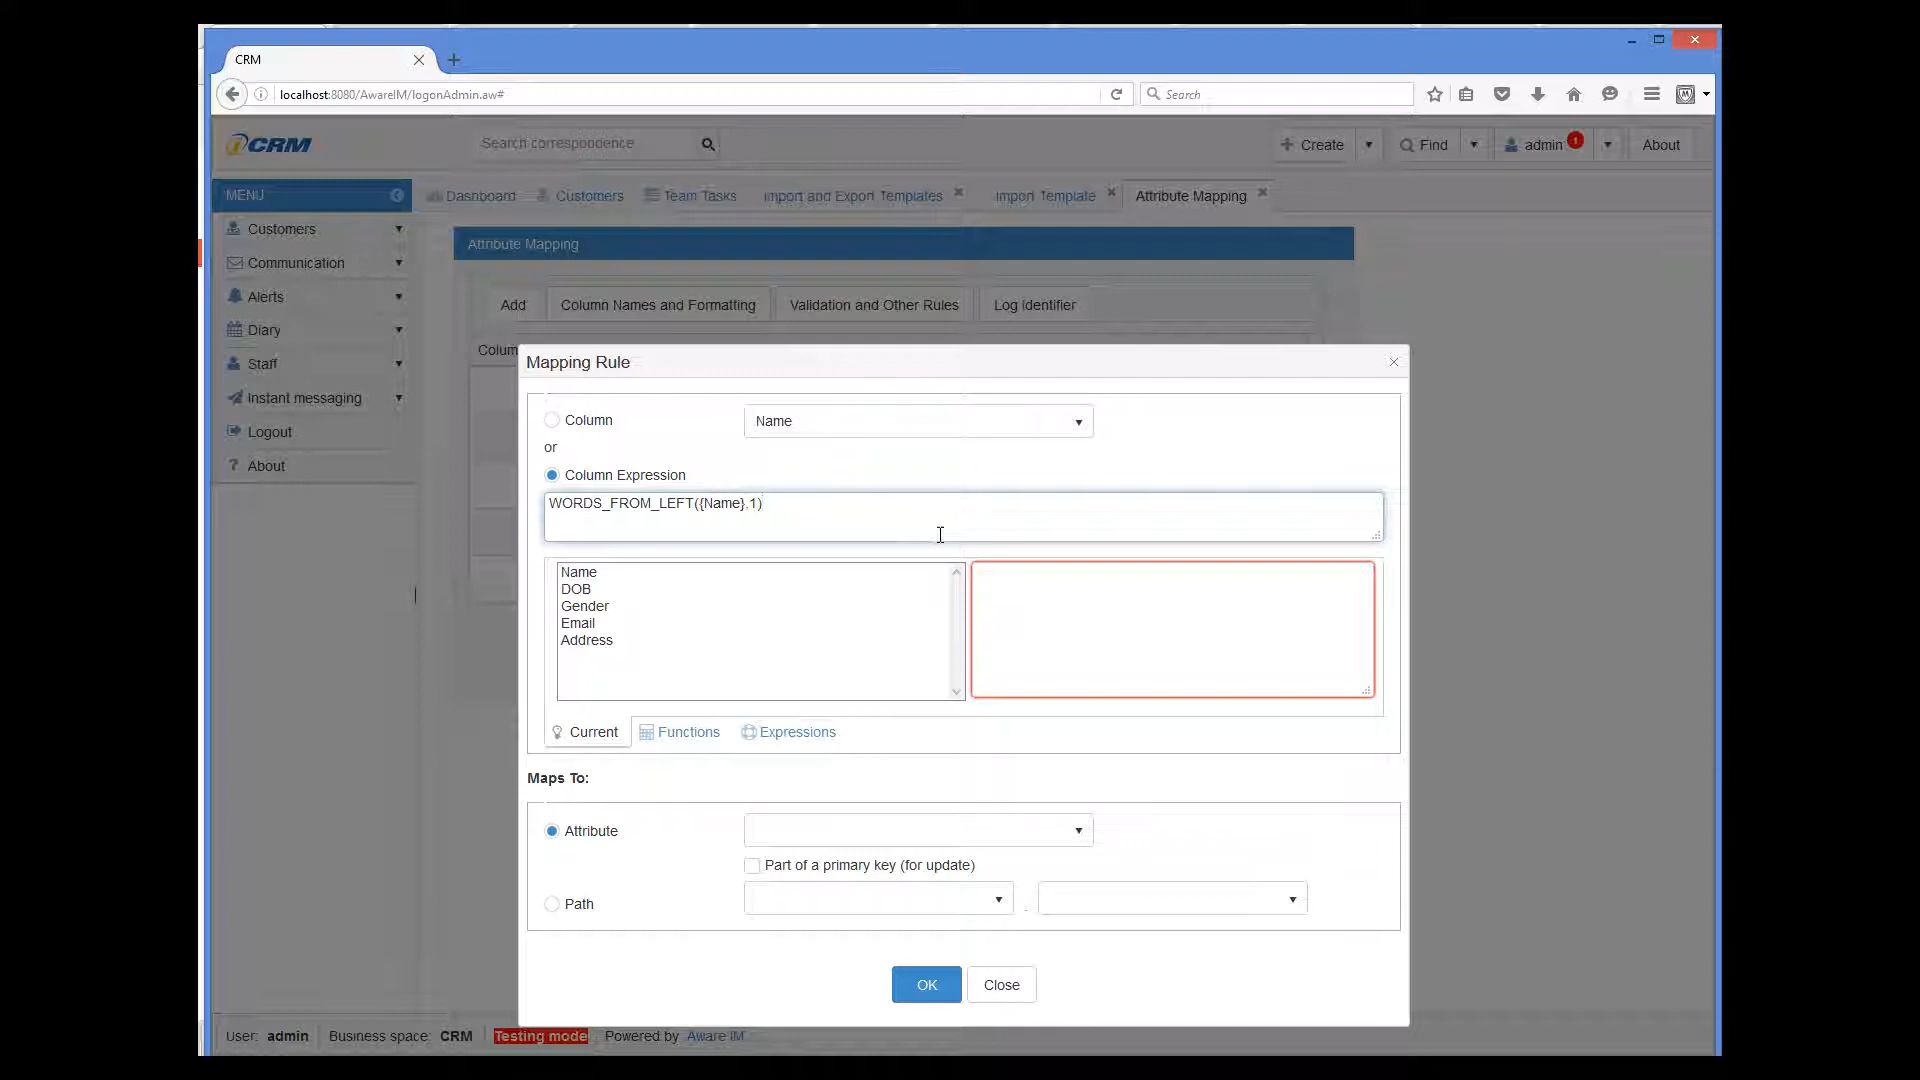 CRM
localhost:8080/AwareIM/logonAdmin.aw#
Search
CRM
Search correspondence
Create
Find
admin
1
About
MENU
Dashboard
Customers
Team Tasks
Import and Export Templates
Import Template
Attribute Mapping
Customers
Communication
Alerts
Diary
Staff
Instant messaging
Logout
? About
Attribute Mapping
Add
Column Names and Formatting
Validation and Other Rules
Log Identifier
Colum
Mapping Rule
Column
Name
or
Column Expression
WORDS_FROM_LEFT({Name},1)
Name
DOB
Gender
Email
Address
Current
Functions
Expressions
Maps To:
Attribute
Part of a primary key (for update)
Path
.
OK
Close
User: admin
Business space: CRM
Testing mode
Powered by Aware IM